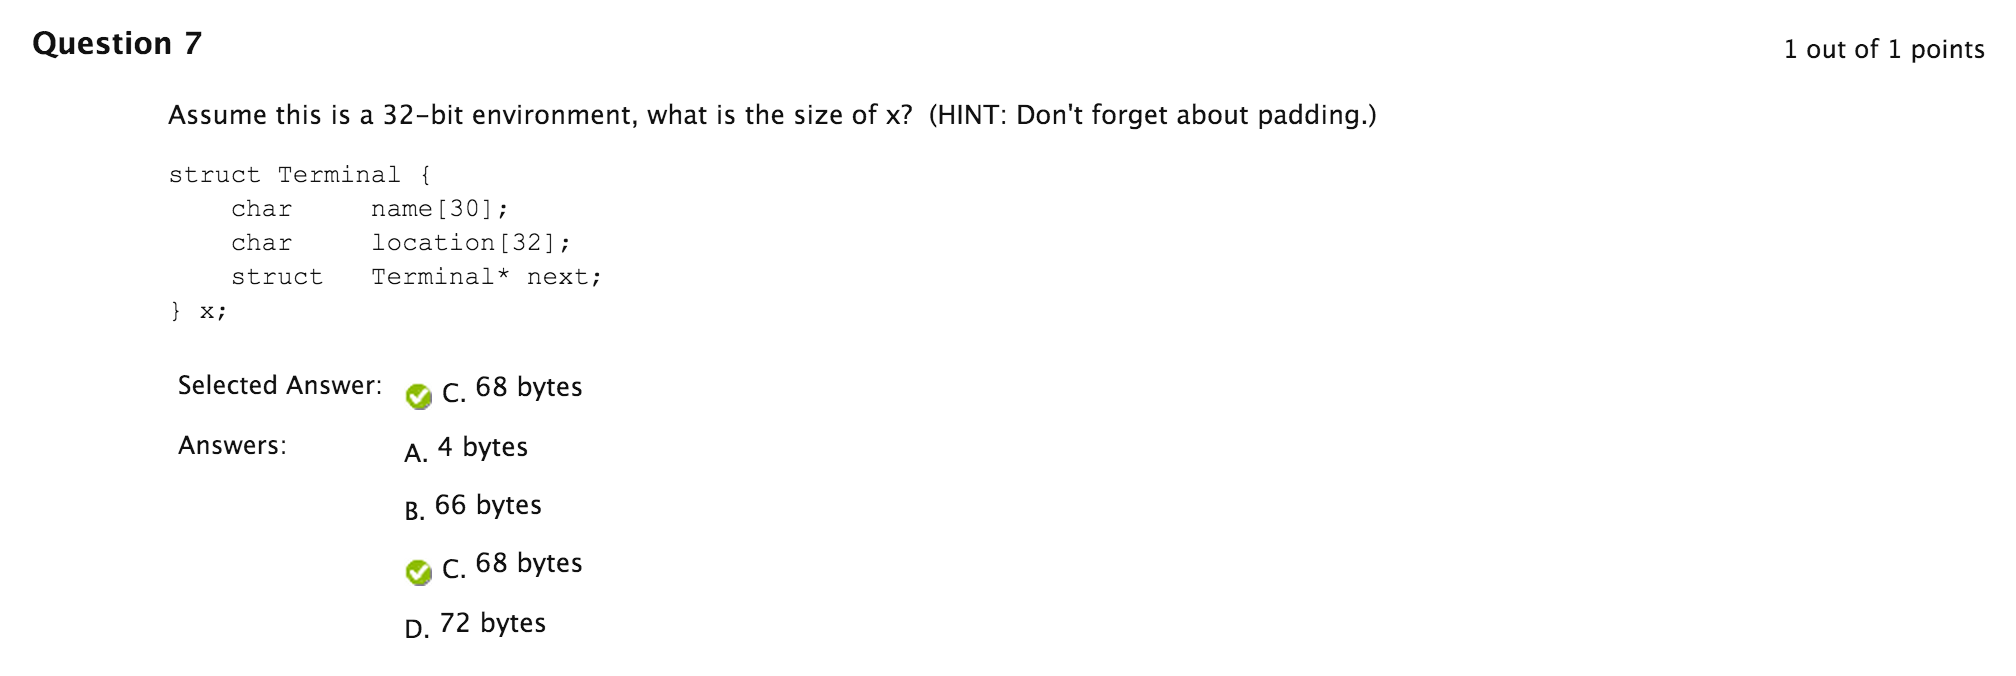 Question 7
1 out of 1 points
Assume this is a 32-bit environment, what is the size of x?  (HINT: Don't forget about padding.)
struct Terminal {
    char     name[30];
    char     location[32];
    struct   Terminal* next;
} x;
Selected Answer: C. 68 bytes
Answers: A. 4 bytes
B. 66 bytes
C. 68 bytes
D. 72 bytes